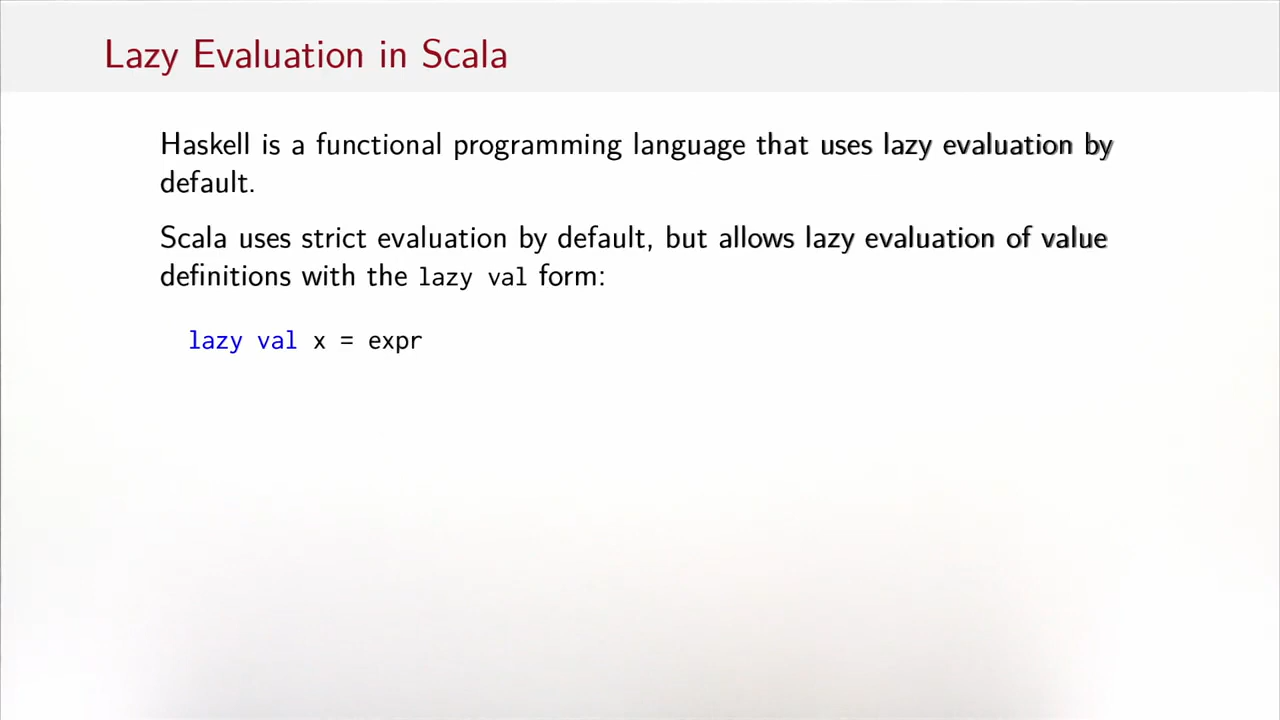 Lazy Evaluation in Scala
Haskell is a functional programming language that uses lazy evaluation by
default.
Scala uses strict evaluation by default, but allows lazy evaluation of value
definitions with the lazy val form:
lazy val x = expr